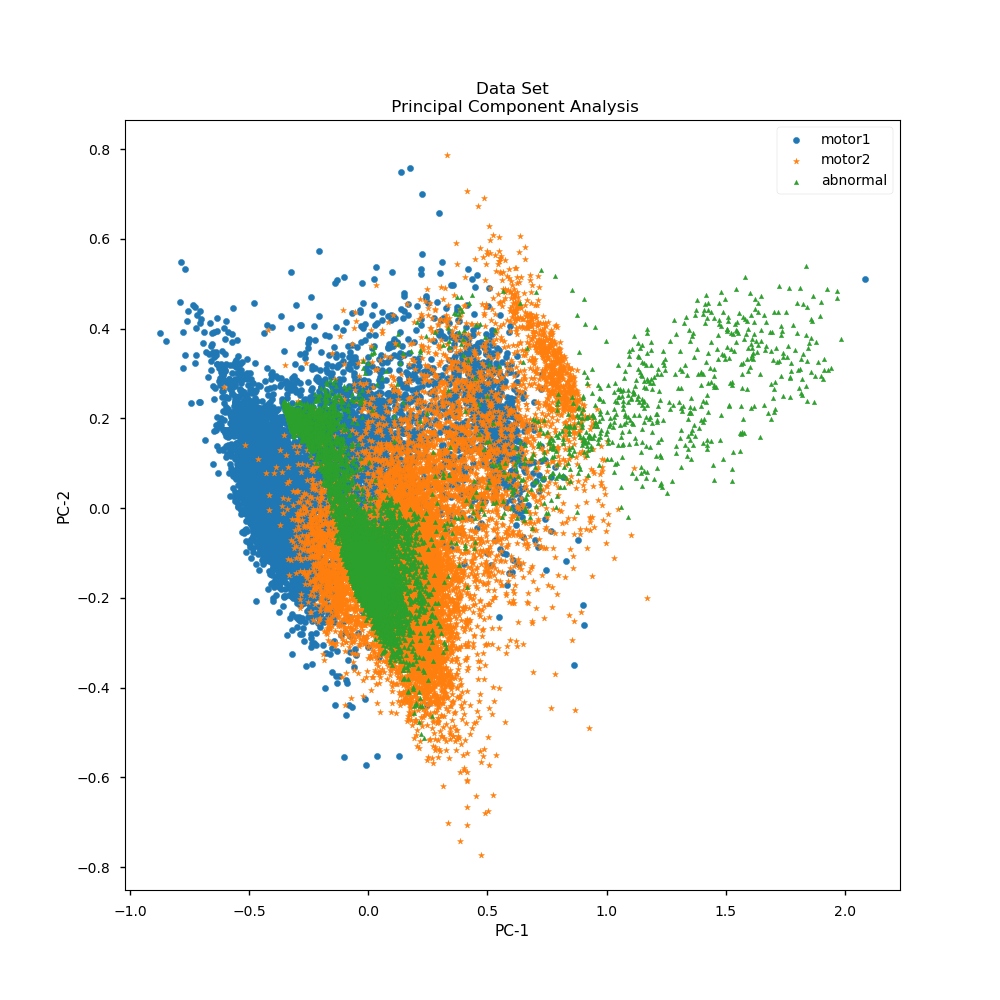 Data Set
Principal Component Analysis
motor1
motor2
abnormal
0.8
0.6
0.4
0.2
0.0
−0.2
−0.4
−0.6
−0.8
PC-2
−1.0 −0.5 0.0 0.5 1.0 1.5 2.0
PC-1